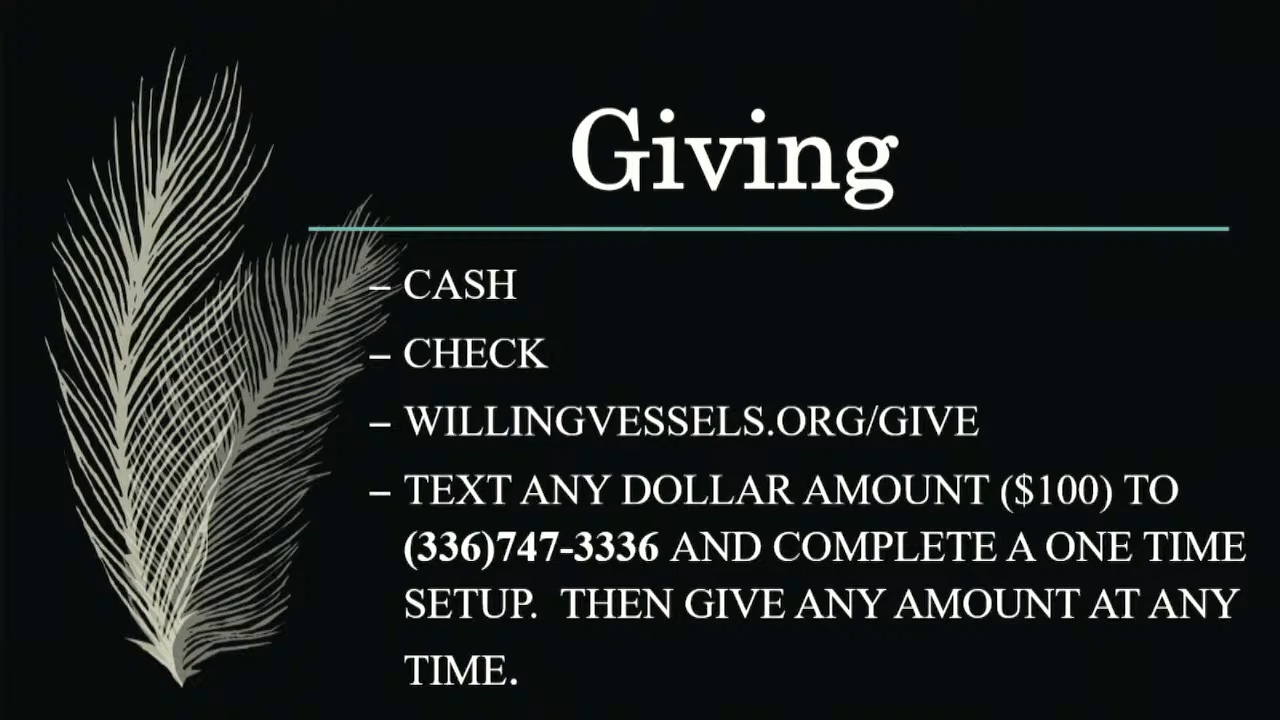 Giving
– CASH
– CHECK
– WILLINGVESSELS.ORG/GIVE
– TEXT ANY DOLLAR AMOUNT ($100) TO
(336)747-3336 AND COMPLETE A ONE TIME
SETUP.  THEN GIVE ANY AMOUNT AT ANY
TIME.